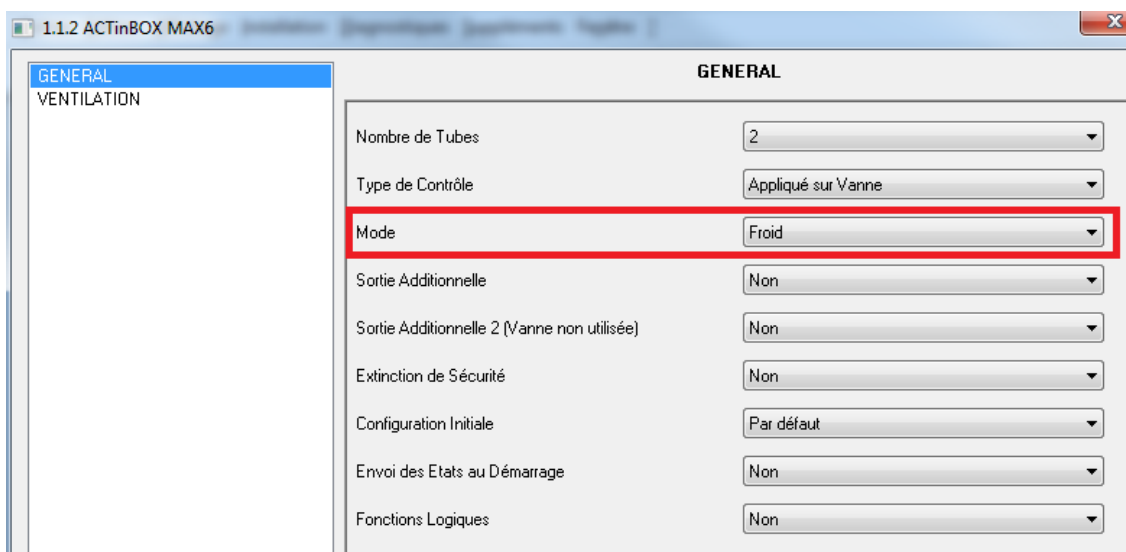 1.1.2 ACTinBOX MAX6
GENERAL
VENTILATION
GENERAL
Nombre de Tubes 2
Type de Contrôle Appliqué sur Vanne
Mode Froid
Sortie Additionnelle Non
Sortie Additionnelle 2 (Vanne non utilisée) Non
Extinction de Sécurité Non
Configuration Initiale Par défaut
Envoi des Etats au Démarrage Non
Fonctions Logiques Non